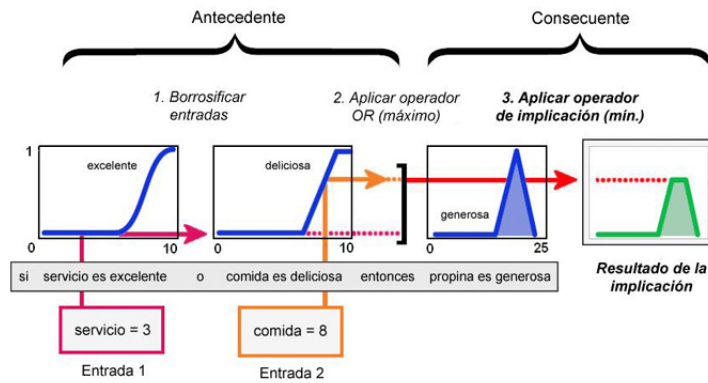 Antecedente
Consecuente
1. Borrosificar
entradas
2. Aplicar operador
OR (máximo)
3. Aplicar operador
de implicación (mín.)
1
excelente
0
10
deliciosa
0
10
generosa
0
25
si servicio es excelente o comida es deliciosa entonces propina es generosa
Resultado de la
implicación
servicio = 3
comida = 8
Entrada 1
Entrada 2